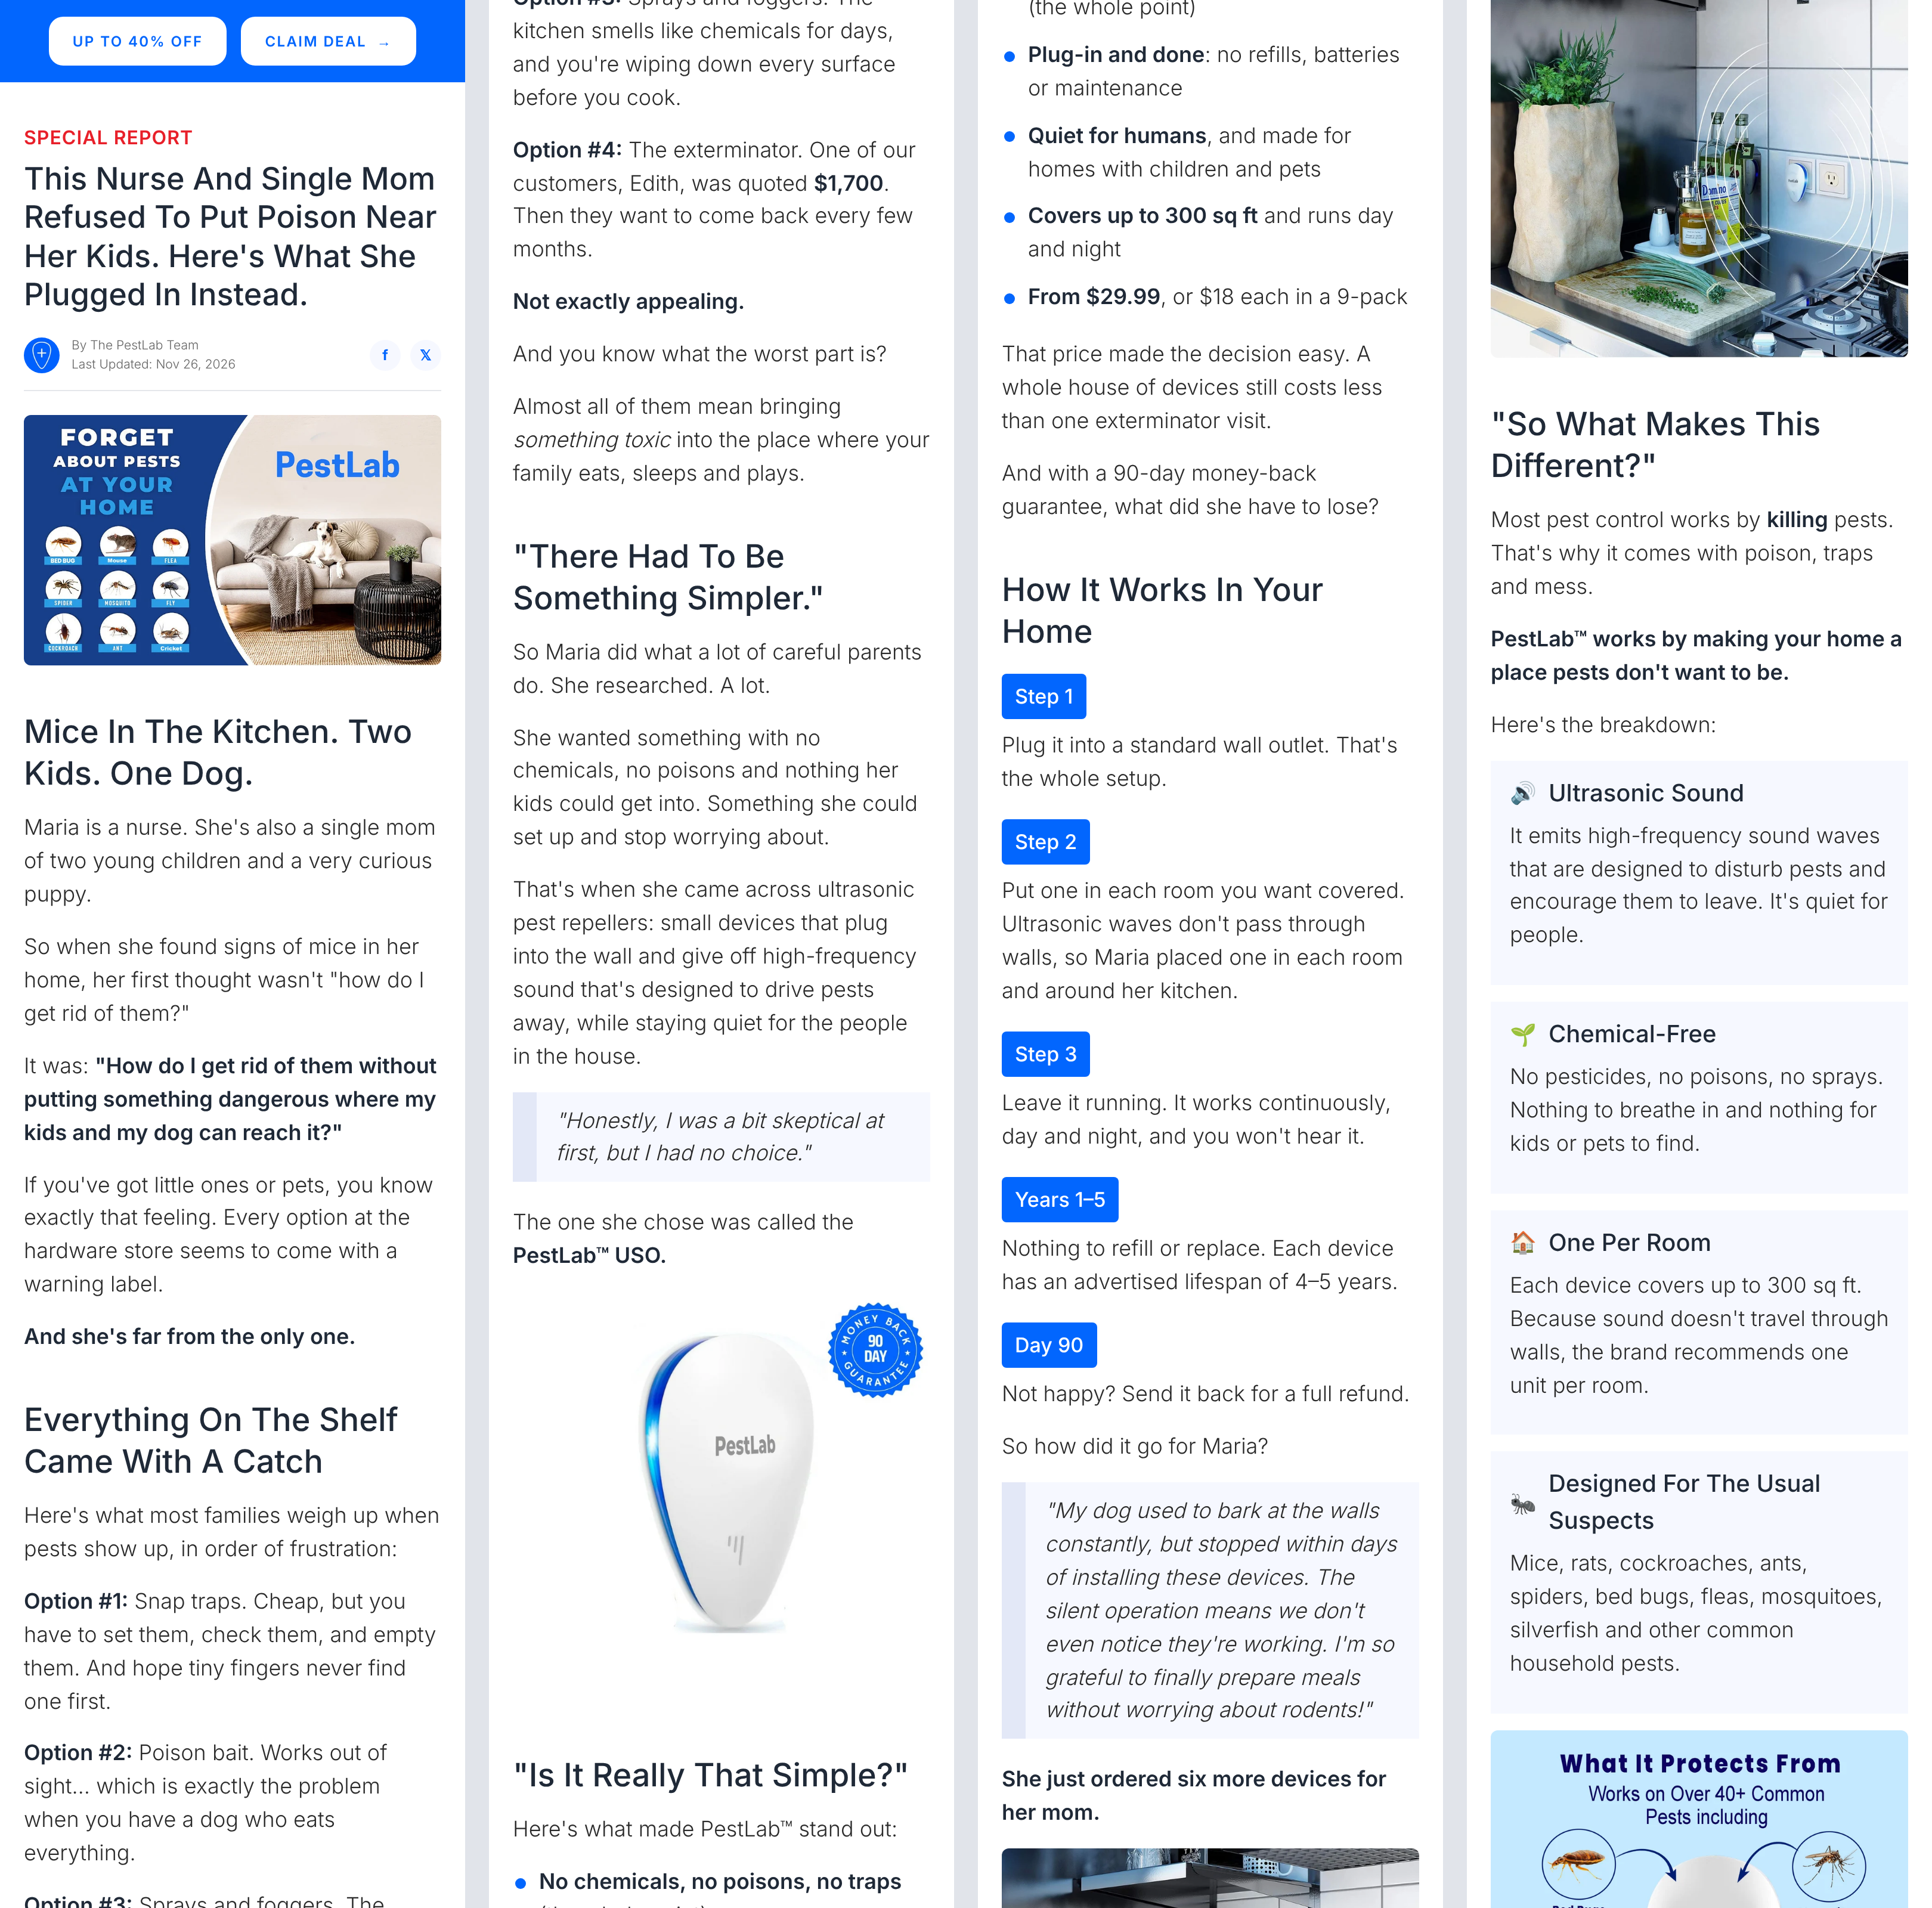 UP TO 40% OFF
CLAIM DEAL →
SPECIAL REPORT
This Nurse And Single Mom
Refused To Put Poison Near
Her Kids. Here's What She
Plugged In Instead.
By The PestLab Team
Last Updated: Nov 26, 2026
f
𝕏
FORGET
ABOUT PESTS
AT YOUR
HOME
PestLab
BED BUG
Mouse
FLEA
SPIDER
MOSQUITO
FLY
COCKROACH
ANT
Cricket
Mice In The Kitchen. Two
Kids. One Dog.
Maria is a nurse. She's also a single mom
of two young children and a very curious
puppy.
So when she found signs of mice in her
home, her first thought wasn't "how do I
get rid of them?"
It was: "How do I get rid of them without
putting something dangerous where my
kids and my dog can reach it?"
If you've got little ones or pets, you know
exactly that feeling. Every option at the
hardware store seems to come with a
warning label.
And she's far from the only one.
Everything On The Shelf
Came With A Catch
Here's what most families weigh up when
pests show up, in order of frustration:
Option #1: Snap traps. Cheap, but you
have to set them, check them, and empty
them. And hope tiny fingers never find
one first.
Option #2: Poison bait. Works out of
sight... which is exactly the problem
when you have a dog who eats
everything.
Option #3: Sprays and foggers. The
Option #3: Sprays and foggers. The
kitchen smells like chemicals for days,
and you're wiping down every surface
before you cook.
Option #4: The exterminator. One of our
customers, Edith, was quoted $1,700.
Then they want to come back every few
months.
Not exactly appealing.
And you know what the worst part is?
Almost all of them mean bringing
something toxic into the place where your
family eats, sleeps and plays.
"There Had To Be
Something Simpler."
So Maria did what a lot of careful parents
do. She researched. A lot.
She wanted something with no
chemicals, no poisons and nothing her
kids could get into. Something she could
set up and stop worrying about.
That's when she came across ultrasonic
pest repellers: small devices that plug
into the wall and give off high-frequency
sound that's designed to drive pests
away, while staying quiet for the people
in the house.
"Honestly, I was a bit skeptical at
first, but I had no choice."
The one she chose was called the
PestLab™ USO.
MONEY BACK
90
DAY
GUARANTEE
PestLab
"Is It Really That Simple?"
Here's what made PestLab™ stand out:
No chemicals, no poisons, no traps
(the whole point)
(the whole point)
Plug-in and done: no refills, batteries
or maintenance
Quiet for humans, and made for
homes with children and pets
Covers up to 300 sq ft and runs day
and night
From $29.99, or $18 each in a 9-pack
That price made the decision easy. A
whole house of devices still costs less
than one exterminator visit.
And with a 90-day money-back
guarantee, what did she have to lose?
How It Works In Your
Home
Step 1
Plug it into a standard wall outlet. That's
the whole setup.
Step 2
Put one in each room you want covered.
Ultrasonic waves don't pass through
walls, so Maria placed one in each room
and around her kitchen.
Step 3
Leave it running. It works continuously,
day and night, and you won't hear it.
Years 1–5
Nothing to refill or replace. Each device
has an advertised lifespan of 4–5 years.
Day 90
Not happy? Send it back for a full refund.
So how did it go for Maria?
"My dog used to bark at the walls
constantly, but stopped within days
of installing these devices. The
silent operation means we don't
even notice they're working. I'm so
grateful to finally prepare meals
without worrying about rodents!"
She just ordered six more devices for
her mom.
Domino
PestLab
"So What Makes This
Different?"
Most pest control works by killing pests.
That's why it comes with poison, traps
and mess.
PestLab™ works by making your home a
place pests don't want to be.
Here's the breakdown:
Ultrasonic Sound
It emits high-frequency sound waves
that are designed to disturb pests and
encourage them to leave. It's quiet for
people.
Chemical-Free
No pesticides, no poisons, no sprays.
Nothing to breathe in and nothing for
kids or pets to find.
One Per Room
Each device covers up to 300 sq ft.
Because sound doesn't travel through
walls, the brand recommends one
unit per room.
Designed For The Usual
Suspects
Mice, rats, cockroaches, ants,
spiders, bed bugs, fleas, mosquitoes,
silverfish and other common
household pests.
What It Protects From
Works on Over 40+ Common
Pests including